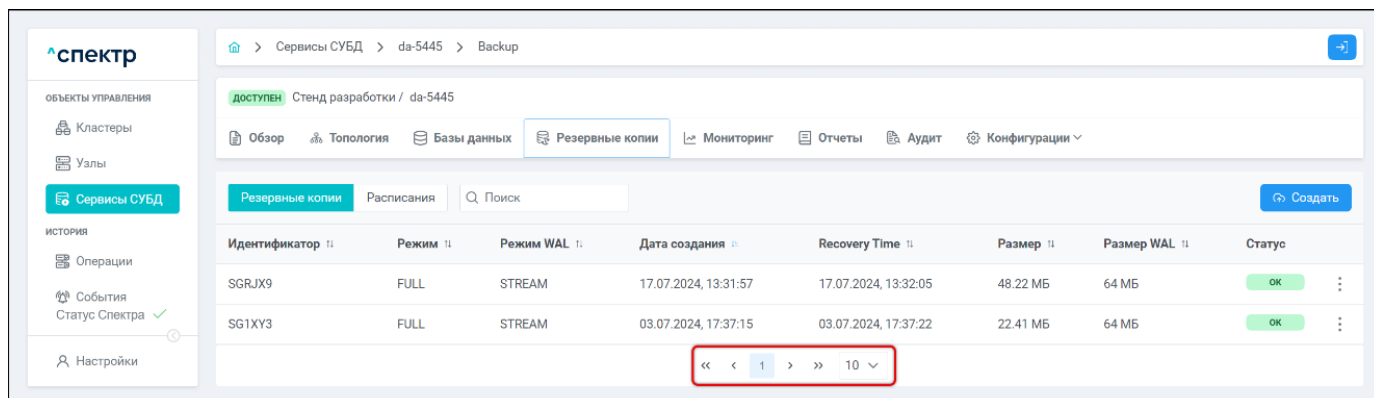 ^спектр
ОБЪЕКТЫ УПРАВЛЕНИЯ
Кластеры
Узлы
Сервисы СУБД
ИСТОРИЯ
Операции
События
Статус Спектра
Настройки
Сервисы СУБД > da-5445 > Backup
ДОСТУПЕН Стенд разработки / da-5445
Обзор Топология Базы данных Резервные копии Мониторинг Отчеты Аудит Конфигурации
Резервные копии Расписания Поиск Создать
Идентификатор Режим Режим WAL Дата создания Recovery Time Размер Размер WAL Статус
SGRJX9 FULL STREAM 17.07.2024, 13:31:57 17.07.2024, 13:32:05 48.22 МБ 64 МБ ОК
SG1XY3 FULL STREAM 03.07.2024, 17:37:15 03.07.2024, 17:37:22 22.41 МБ 64 МБ ОК
« ‹ 1 › » 10